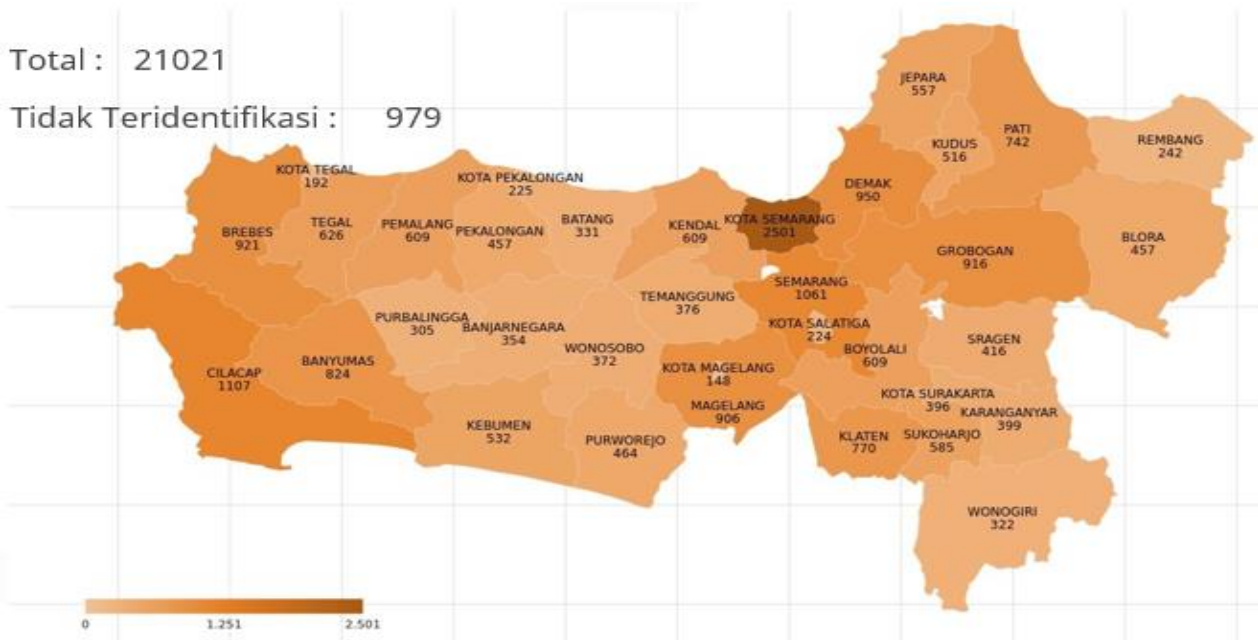 Total : 21021
Tidak Teridentifikasi : 979
JEPARA
557
PATI
742
KUDUS
516
REMBANG
242
KOTA TEGAL
192
KOTA PEKALONGAN
225
DEMAK
950
BREBES
921
TEGAL
626
PEMALANG
609
PEKALONGAN
457
BATANG
331
KENDAL
609
KOTA SEMARANG
2501
GROBOGAN
916
BLORA
457
SEMARANG
1061
TEMANGGUNG
376
PURBALINGGA
305
BANJARNEGARA
354
KOTA SALATIGA
224
WONOSOBO
372
BOYOLALI
609
SRAGEN
416
CILACAP
1107
BANYUMAS
824
KOTA MAGELANG
148
MAGELANG
906
KOTA SURAKARTA
396
KARANGANYAR
399
KEBUMEN
532
PURWOREJO
464
KLATEN
770
SUKOHARJO
585
WONOGIRI
322
0 1.251 2.501